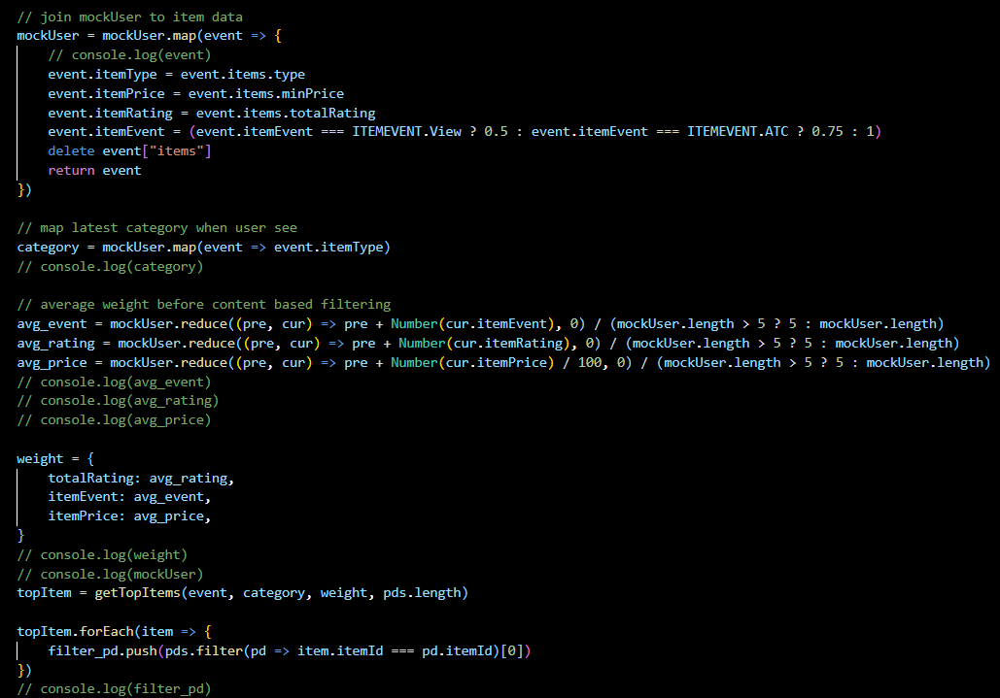 // join mockUser to item data
mockUser = mockUser.map(event => {
    // console.log(event)
    event.itemType = event.items.type
    event.itemPrice = event.items.minPrice
    event.itemRating = event.items.totalRating
    event.itemEvent = (event.itemEvent === ITEMEVENT.View ? 0.5 : event.itemEvent === ITEMEVENT.ATC ? 0.75 : 1)
    delete event["items"]
    return event
})

// map latest category when user see
category = mockUser.map(event => event.itemType)
// console.log(category)

// average weight before content based filtering
avg_event = mockUser.reduce((pre, cur) => pre + Number(cur.itemEvent), 0) / (mockUser.length > 5 ? 5 : mockUser.length)
avg_rating = mockUser.reduce((pre, cur) => pre + Number(cur.itemRating), 0) / (mockUser.length > 5 ? 5 : mockUser.length)
avg_price = mockUser.reduce((pre, cur) => pre + Number(cur.itemPrice) / 100, 0) / (mockUser.length > 5 ? 5 : mockUser.length)
// console.log(avg_event)
// console.log(avg_rating)
// console.log(avg_price)

weight = {
    totalRating: avg_rating,
    itemEvent: avg_event,
    itemPrice: avg_price,
}
// console.log(weight)
// console.log(mockUser)
topItem = getTopItems(event, category, weight, pds.length)

topItem.forEach(item => {
    filter_pd.push(pds.filter(pd => item.itemId === pd.itemId)[0])
})
// console.log(filter_pd)